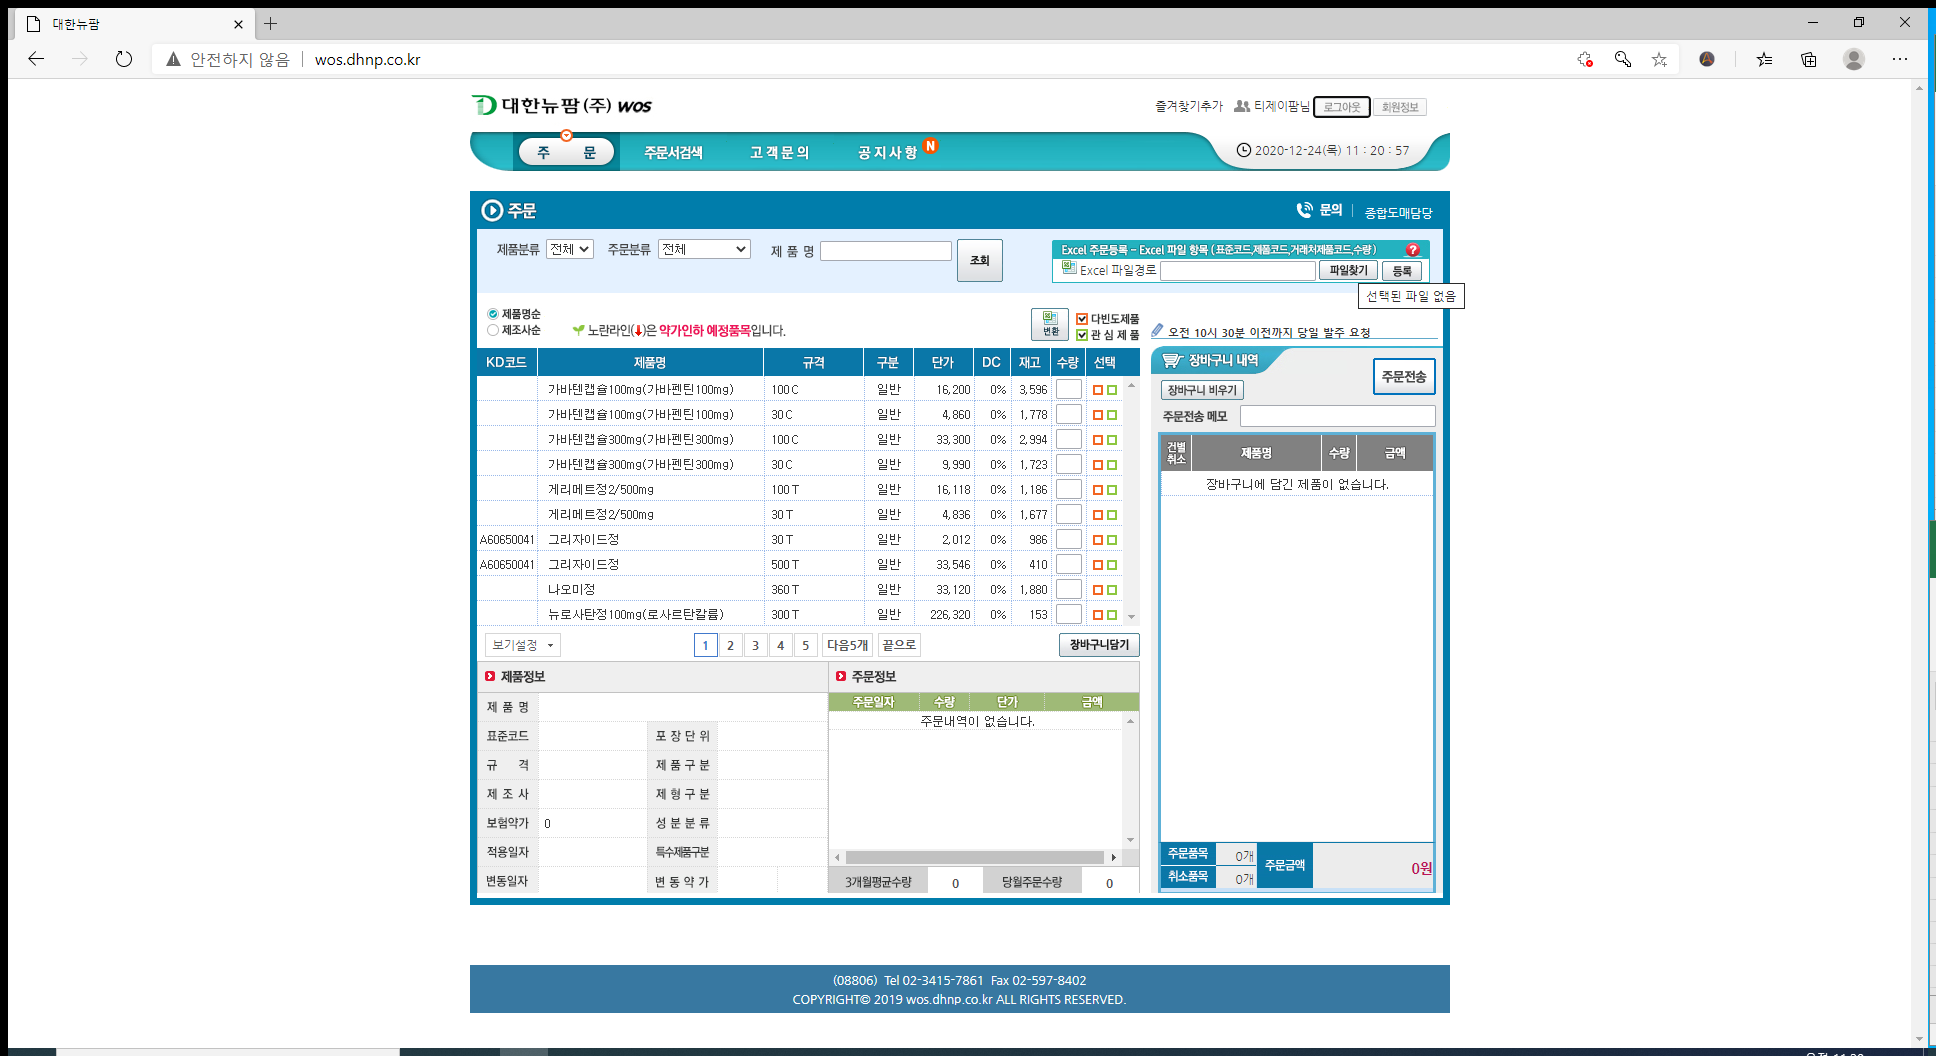 대한뉴팜
안전하지 않음 wos.dhnp.co.kr
대한뉴팜(주) WOS
즐겨찾기추가 티제이팜님 로그아웃 회원정보
주 문 주문서검색 고객문의 공지사항 N
2020-12-24(목) 11 : 20 : 57
주문
문의 종합도매담당
제품분류 전체 주문분류 전체 제 품 명 조회
Excel 주문등록 - Excel 파일 항목 (표준코드,제품코드,거래처제품코드,수량) ?
Excel 파일경로 파일찾기 등록
선택된 파일 없음
제품명순
제조사순
노란라인(↓)은 약가인하 예정품목입니다.
변환
다빈도제품
관 심 제 품
오전 10시 30분 이전까지 당일 발주 요청
KD코드 제품명 규격 구분 단가 DC 재고 수량 선택
가바텐캡슐100mg(가바펜틴100mg) 100 C 일반 16,200 0% 3,596
가바텐캡슐100mg(가바펜틴100mg) 30 C 일반 4,860 0% 1,778
가바텐캡슐300mg(가바펜틴300mg) 100 C 일반 33,300 0% 2,994
가바텐캡슐300mg(가바펜틴300mg) 30 C 일반 9,990 0% 1,723
게리메트정2/500mg 100 T 일반 16,118 0% 1,186
게리메트정2/500mg 30 T 일반 4,836 0% 1,677
A60650041 그리자이드정 30 T 일반 2,012 0% 986
A60650041 그리자이드정 500 T 일반 33,546 0% 410
나오미정 360 T 일반 33,120 0% 1,880
뉴로사탄정100mg(로사르탄칼륨) 300 T 일반 226,320 0% 153
보기설정 1 2 3 4 5 다음5개 끝으로 장바구니담기
장바구니 내역
주문전송
장바구니 비우기
주문전송 메모
건별취소 제품명 수량 금액
장바구니에 담긴 제품이 없습니다.
주문품목 0개
취소품목 0개
주문금액 0원
제품정보
제 품 명
표준코드 포 장 단 위
규 격 제 품 구 분
제 조 사 제 형 구 분
보험약가 0 성 분 분 류
적용일자 특수제품구분
변동일자 변 동 약 가
주문정보
주문일자 수량 단가 금액
주문내역이 없습니다.
3개월평균수량 0 당월주문수량 0
(08806) Tel 02-3415-7861 Fax 02-597-8402
COPYRIGHT© 2019 wos.dhnp.co.kr ALL RIGHTS RESERVED.